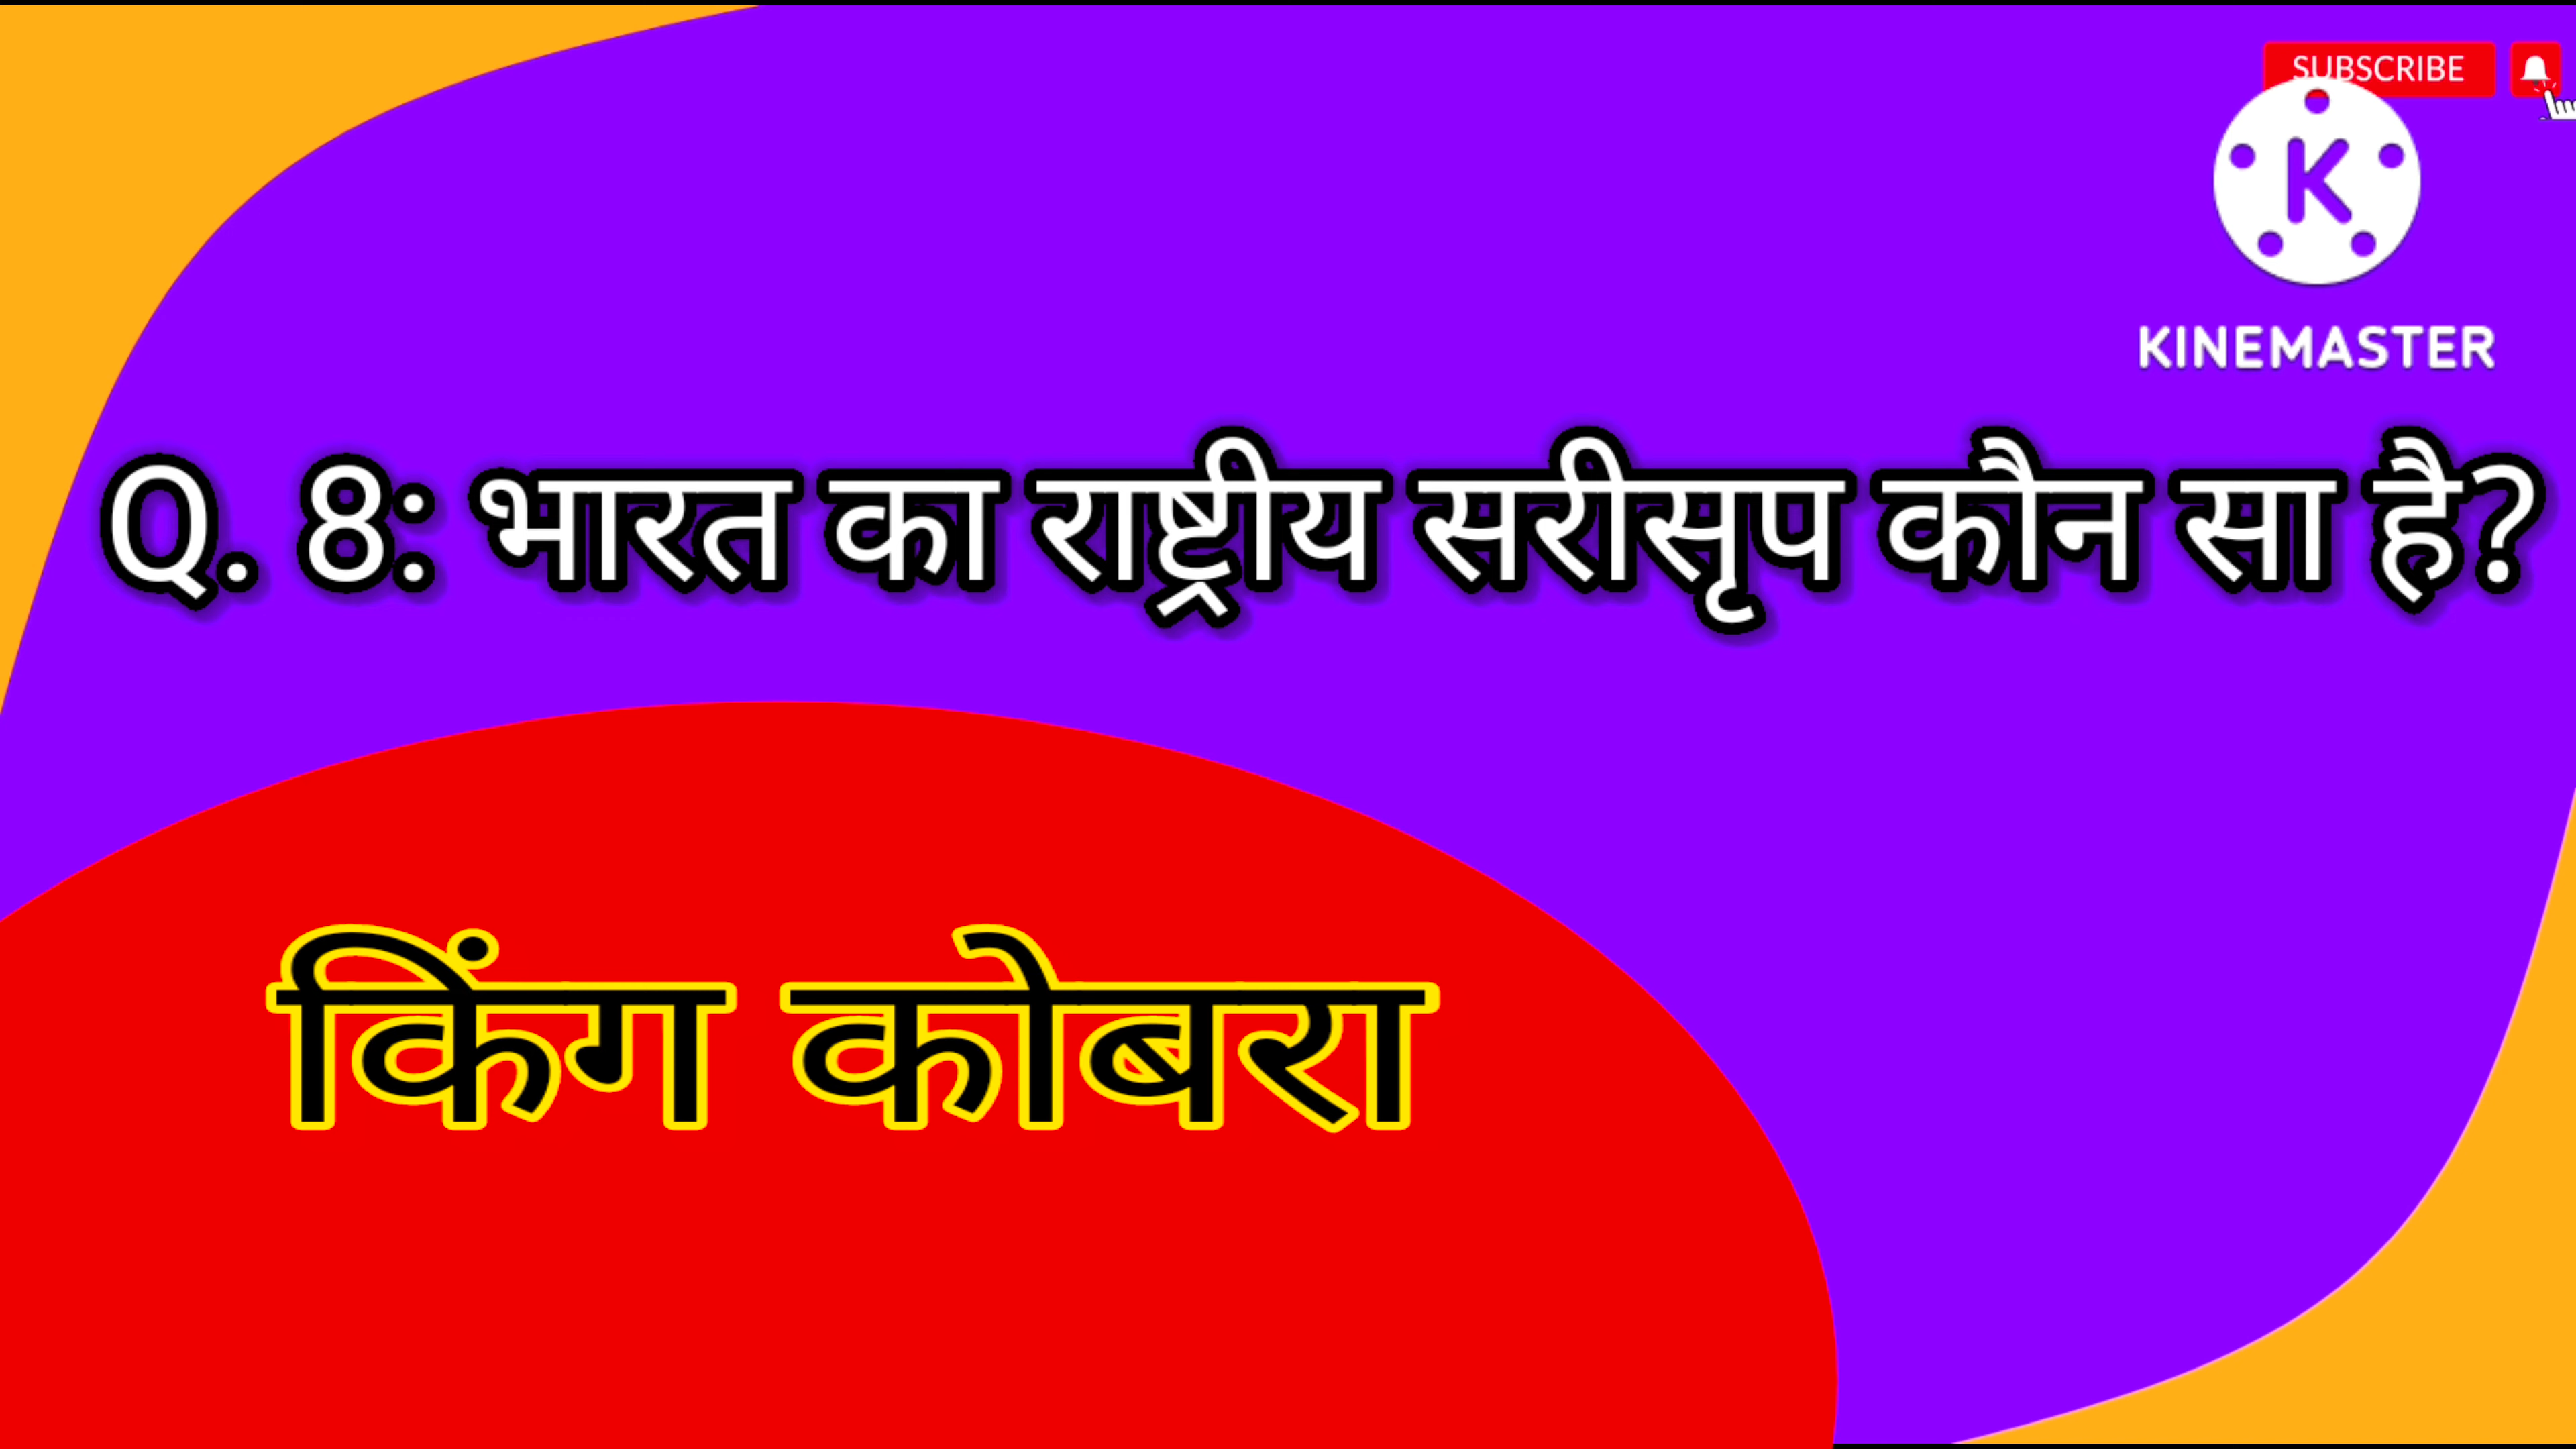 SUBSCRIBE
K
KINEMASTER
Q. 8: भारत का राष्ट्रीय सरीसृप कौन सा है?
किंग कोबरा